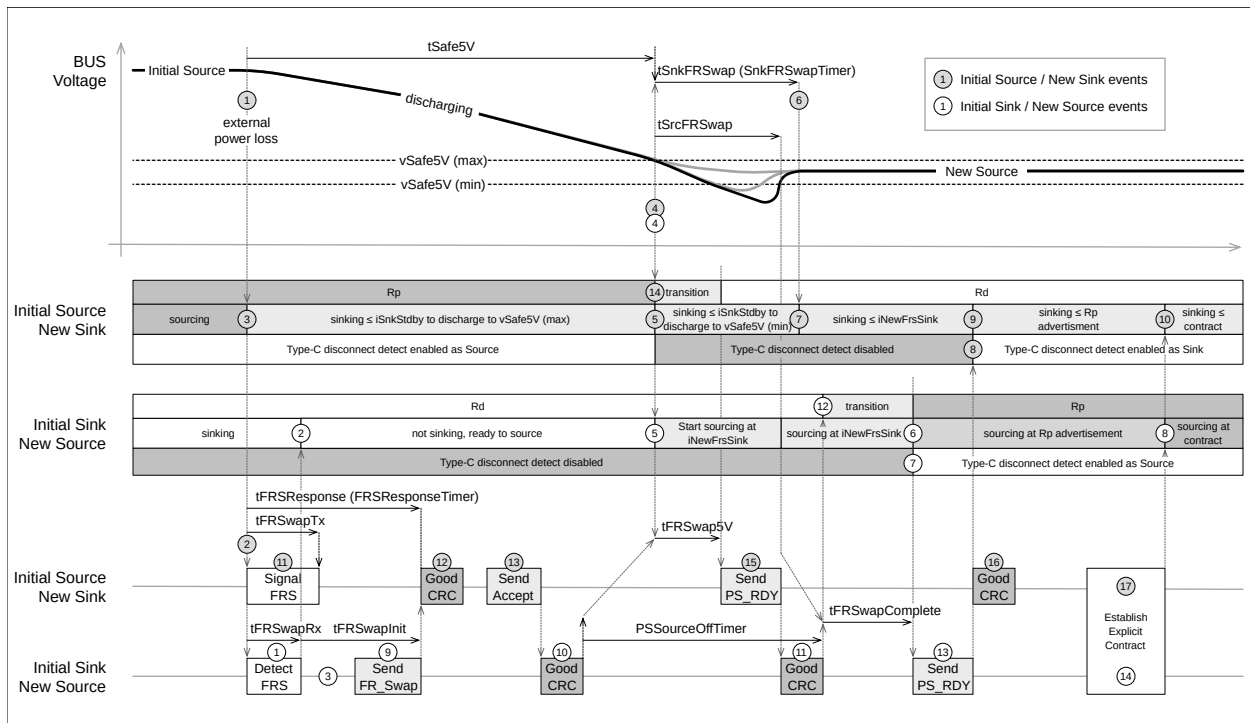 BUS
Voltage
Initial Source
discharging
New Source
tSafe5V
tSnkFRSwap (SnkFRSwapTimer)
tSrcFRSwap
1
external
power loss
6
vSafe5V (max)
vSafe5V (min)
4
4
1 Initial Source / New Sink events
1 Initial Sink / New Source events
Initial Source
New Sink
Rp
14
transition
Rd
sourcing
3
sinking ≤ iSnkStdby to discharge to vSafe5V (max)
5
sinking ≤ iSnkStdby to
discharge to vSafe5V (min)
7
sinking ≤ iNewFrsSink
9
sinking ≤ Rp
advertisment
10
sinking ≤
contract
Type-C disconnect detect enabled as Source
Type-C disconnect detect disabled
8
Type-C disconnect detect enabled as Sink
Initial Sink
New Source
Rd
12
transition
Rp
sinking
2
not sinking, ready to source
5
Start sourcing at
iNewFrsSink
sourcing at iNewFrsSink
6
sourcing at Rp advertisement
8
sourcing at
contract
Type-C disconnect detect disabled
7
Type-C disconnect detect enabled as Source
tFRSResponse (FRSResponseTimer)
tFRSwapTx
tFRSwap5V
2
Initial Source
New Sink
11
Signal
FRS
12
Good
CRC
13
Send
Accept
15
Send
PS_RDY
16
Good
CRC
17
Establish
Explicit
Contract
14
tFRSwapRx
tFRSwapInit
PSSourceOffTimer
tFRSwapComplete
Initial Sink
New Source
1
Detect
FRS
3
9
Send
FR_Swap
10
Good
CRC
11
Good
CRC
13
Send
PS_RDY